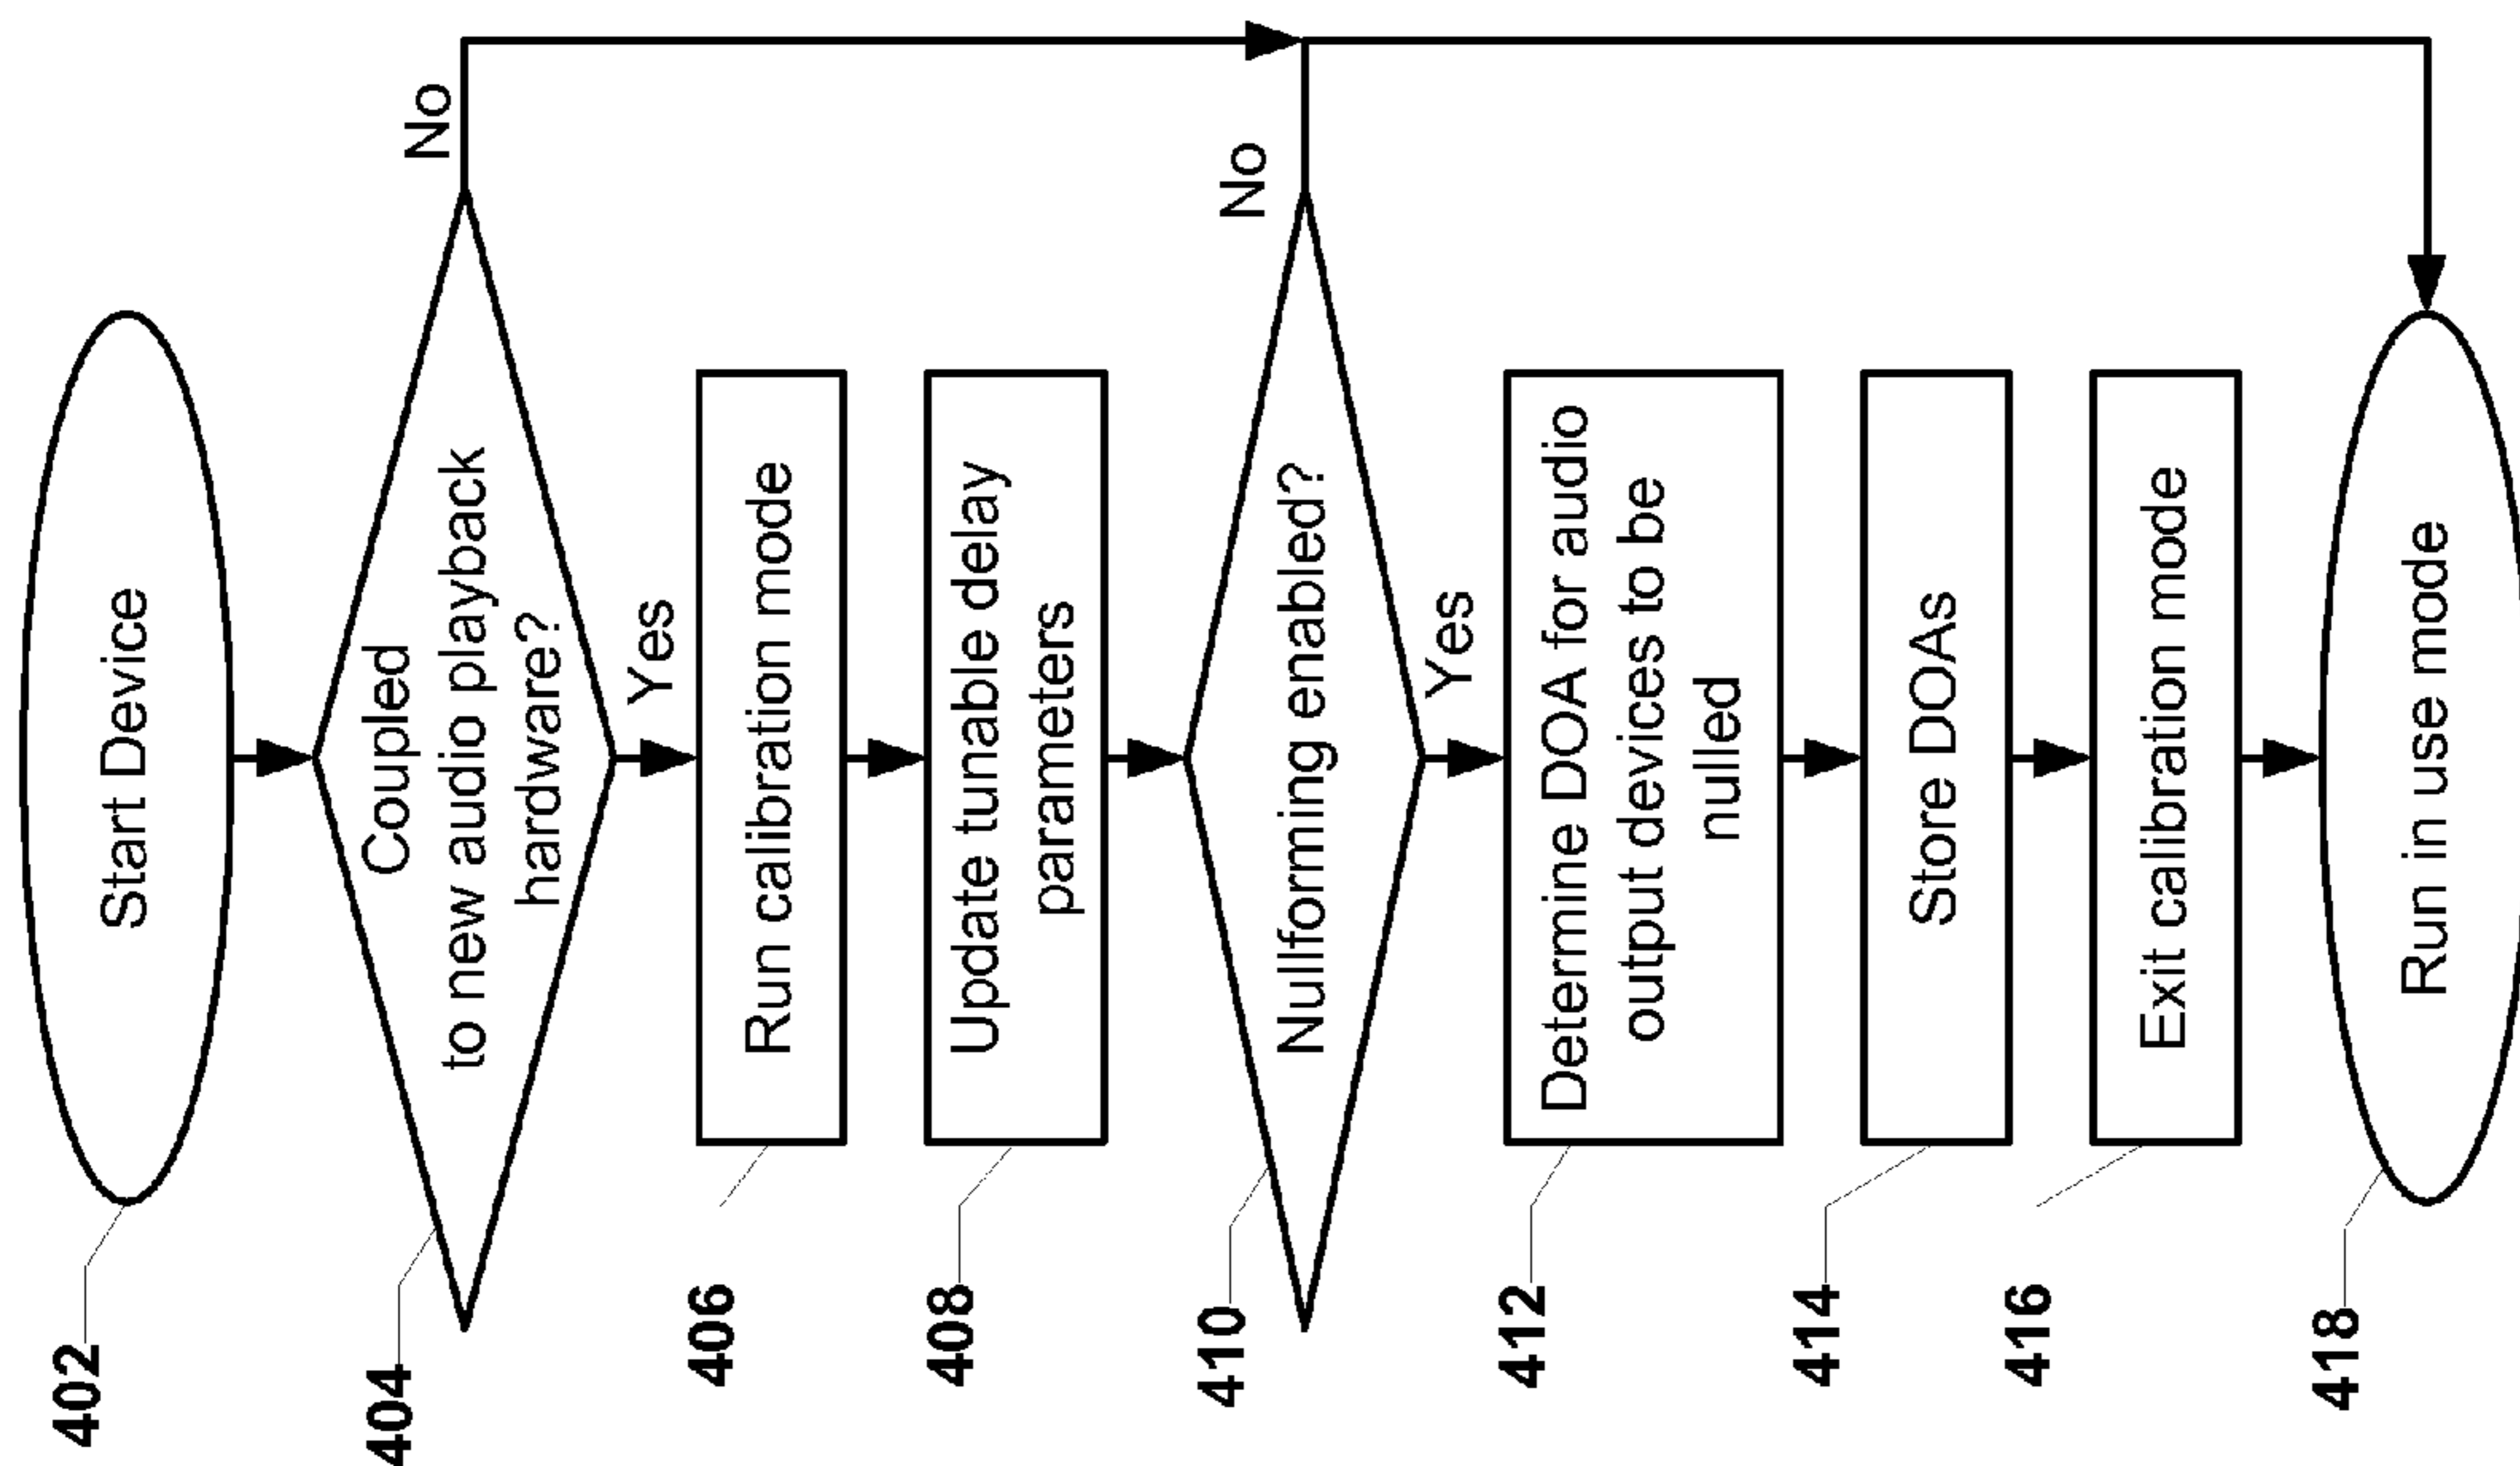 402
Start Device
404
Coupled
to new audio playback
hardware?
No
Yes
406
Run calibration mode
408
Update tunable delay
parameters
410
Nullforming enabled?
No
Yes
412
Determine DOA for audio
output devices to be
nulled
414
Store DOAs
416
Exit calibration mode
418
Run in use mode